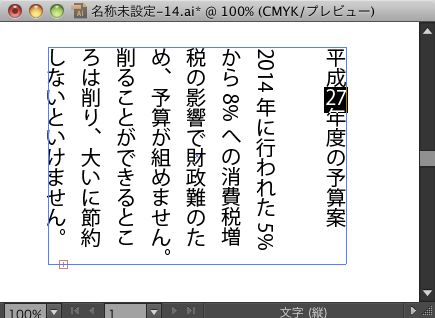 名称未設定-14.ai* @ 100% (CMYK/プレビュー)
平成27年度の予算案
2014年に行われた5%
から8%への消費税増
税の影響で財政難のた
め、予算が組めません。
削ることができるとこ
ろは削り、大いに節約
しないといけません。
100%
1
文字 (縦)